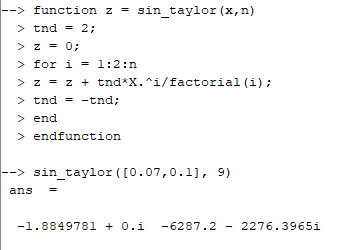 --> function z = sin_taylor(x,n)
> tnd = 2;
> z = 0;
> for i = 1:2:n
> z = z + tnd*X.^i/factorial(i);
> tnd = -tnd;
> end
> endfunction
--> sin_taylor([0.07,0.1], 9)
ans =
-1.8849781 + 0.i -6287.2 - 2276.3965i